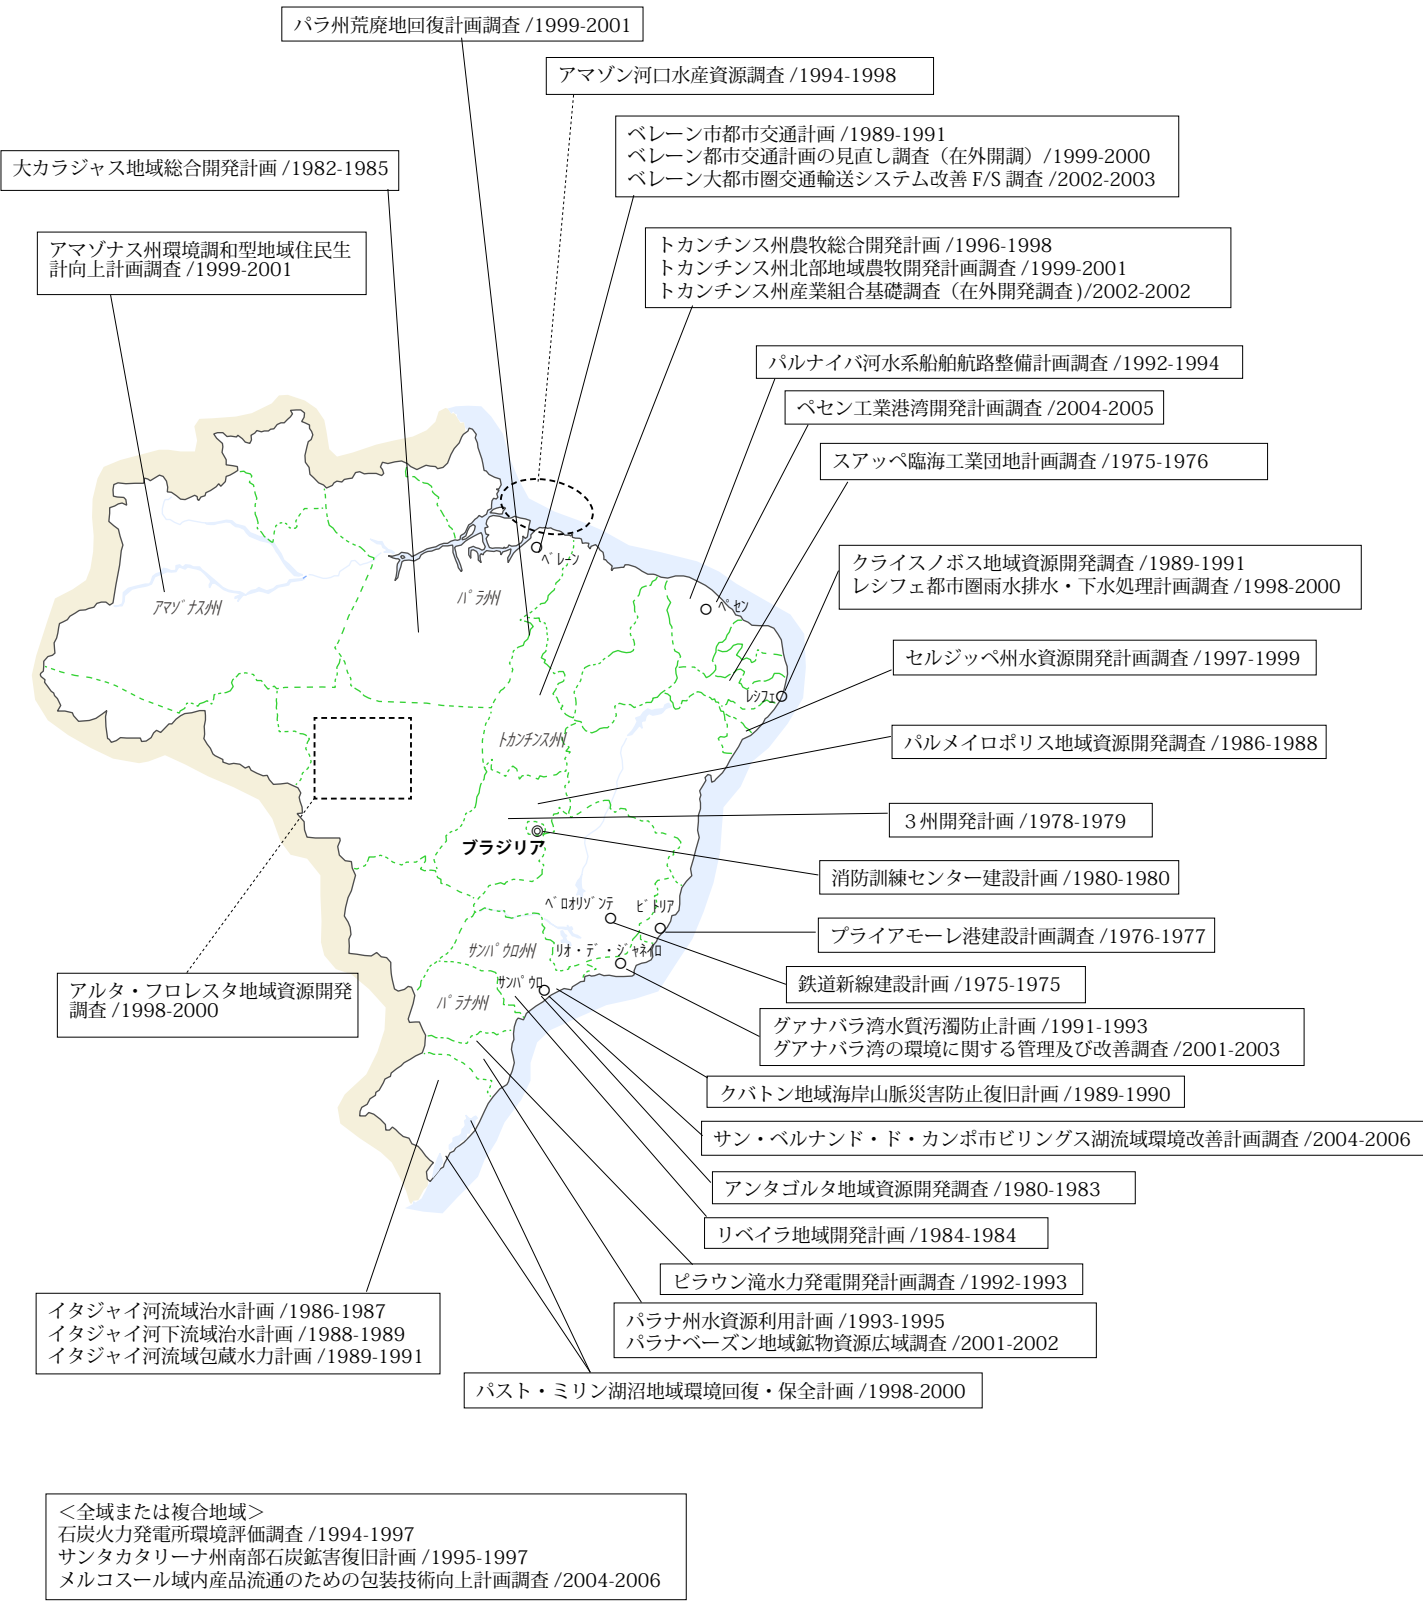 パラ州荒廃地回復計画調査 /1999-2001
アマゾン河口水産資源調査 /1994-1998
ベレーン市都市交通計画 /1989-1991
ベレーン都市交通計画の見直し調査（在外開調）/1999-2000
ベレーン大都市圏交通輸送システム改善 F/S 調査 /2002-2003
大カラジャス地域総合開発計画 /1982-1985
アマゾナス州環境調和型地域住民生
計向上計画調査 /1999-2001
トカンチンス州農牧総合開発計画 /1996-1998
トカンチンス州北部地域農牧開発計画調査 /1999-2001
トカンチンス州産業組合基礎調査（在外開発調査)/2002-2002
パルナイバ河水系船舶航路整備計画調査 /1992-1994
ペセン工業港湾開発計画調査 /2004-2005
スアッペ臨海工業団地計画調査 /1975-1976
クライスノボス地域資源開発調査 /1989-1991
レシフェ都市圏雨水排水・下水処理計画調査 /1998-2000
セルジッペ州水資源開発計画調査 /1997-1999
パルメイロポリス地域資源開発調査 /1986-1988
３州開発計画 /1978-1979
消防訓練センター建設計画 /1980-1980
プライアモーレ港建設計画調査 /1976-1977
鉄道新線建設計画 /1975-1975
グァナバラ湾水質汚濁防止計画 /1991-1993
グアナバラ湾の環境に関する管理及び改善調査 /2001-2003
クバトン地域海岸山脈災害防止復旧計画 /1989-1990
サン・ベルナンド・ド・カンポ市ビリングス湖流域環境改善計画調査 /2004-2006
アンタゴルタ地域資源開発調査 /1980-1983
リベイラ地域開発計画 /1984-1984
ピラウン滝水力発電開発計画調査 /1992-1993
パラナ州水資源利用計画 /1993-1995
パラナベーズン地域鉱物資源広域調査 /2001-2002
パスト・ミリン湖沼地域環境回復・保全計画 /1998-2000
アルタ・フロレスタ地域資源開発
調査 /1998-2000
イタジャイ河流域治水計画 /1986-1987
イタジャイ河下流域治水計画 /1988-1989
イタジャイ河流域包蔵水力計画 /1989-1991
ベレーン
パラ州
アマゾナス州
ペセン
レシフェ
トカンチンス州
ブラジリア
ベロオリゾンテ
ビトリア
サンパウロ州
リオ・デ・ジャネイロ
サンパウロ
パラナ州
＜全域または複合地域＞
石炭火力発電所環境評価調査 /1994-1997
サンタカタリーナ州南部石炭鉱害復旧計画 /1995-1997
メルコスール域内産品流通のための包装技術向上計画調査 /2004-2006